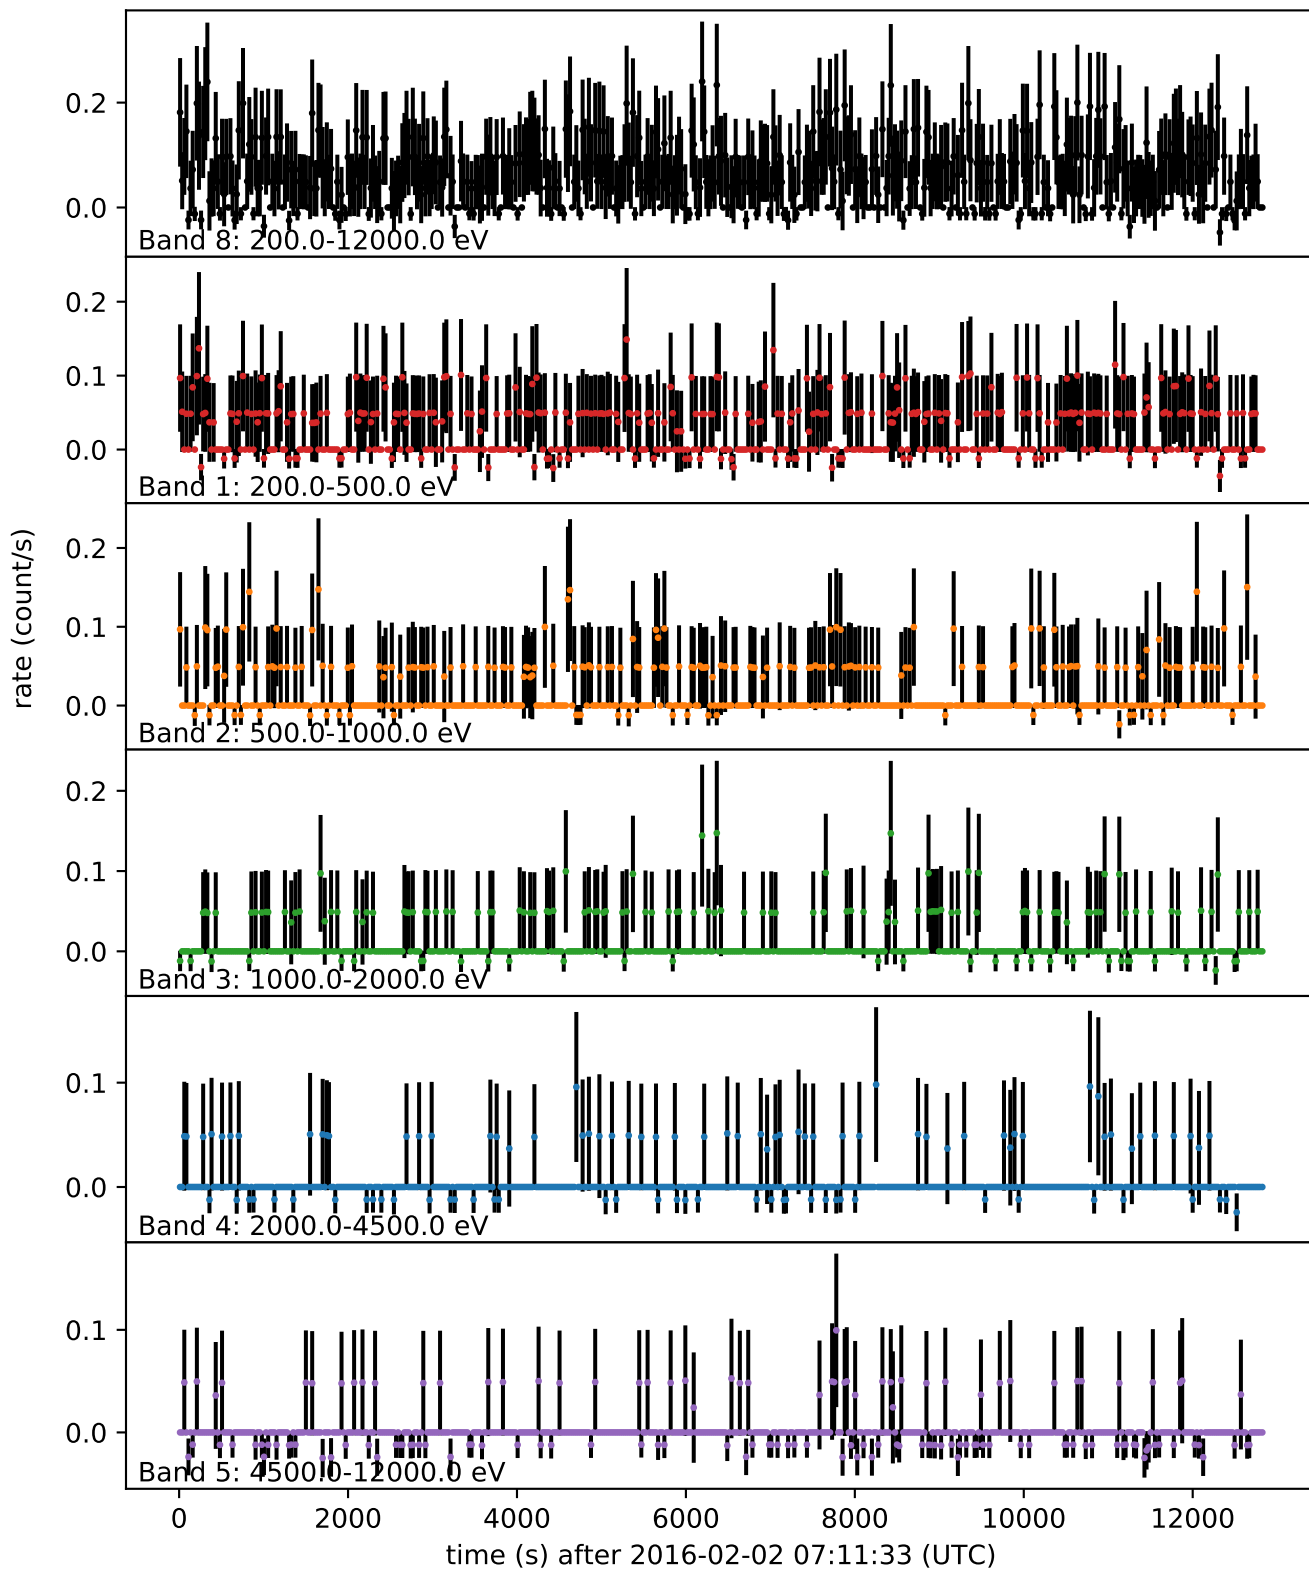 0.2
0.0
Band 8: 200.0-12000.0 eV
0.2
0.1
0.0
Band 1: 200.0-500.0 eV
0.2
0.1
0.0
Band 2: 500.0-1000.0 eV
rate (count/s)
0.2
0.1
0.0
Band 3: 1000.0-2000.0 eV
0.1
0.0
Band 4: 2000.0-4500.0 eV
0.1
0.0
Band 5: 4500.0-12000.0 eV
0 2000 4000 6000 8000 10000 12000
time (s) after 2016-02-02 07:11:33 (UTC)